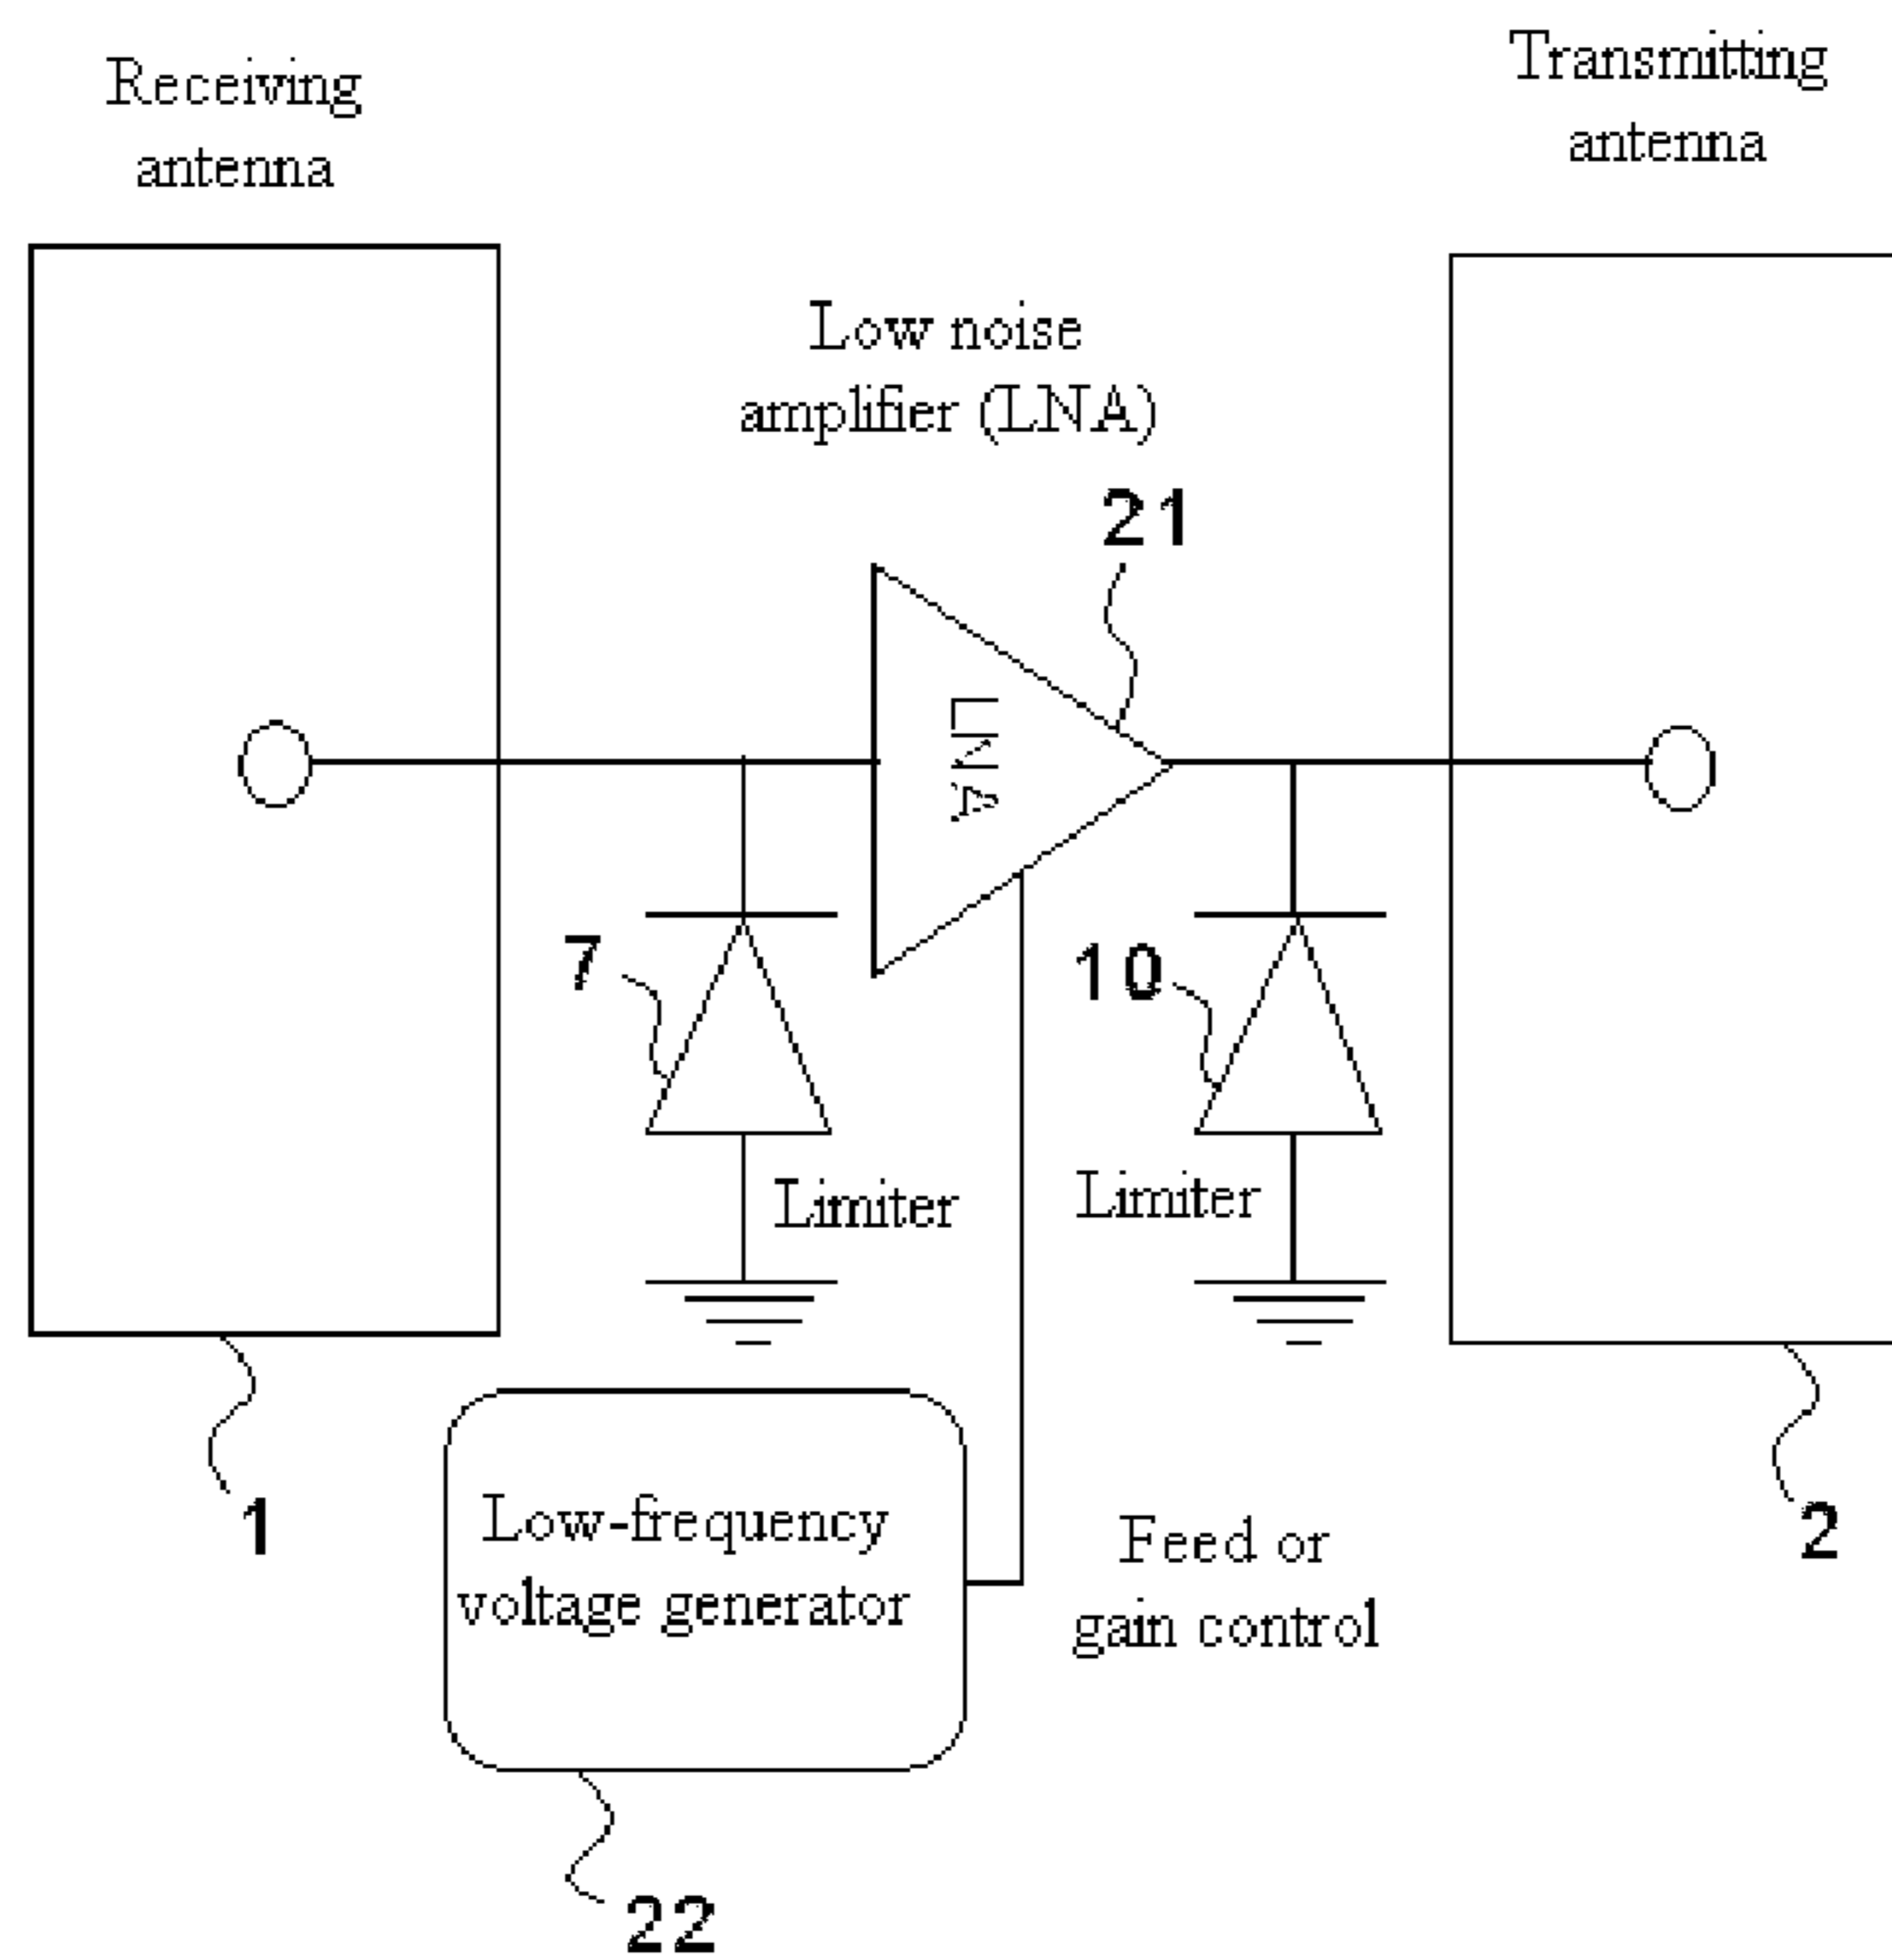 Receiving
antenna
Transmitting
antenna
Low noise
amplifier (LNA)
21
LNA
7
10
Limiter
Limiter
1
2
Low-frequency
voltage generator
Feed or
gain control
22